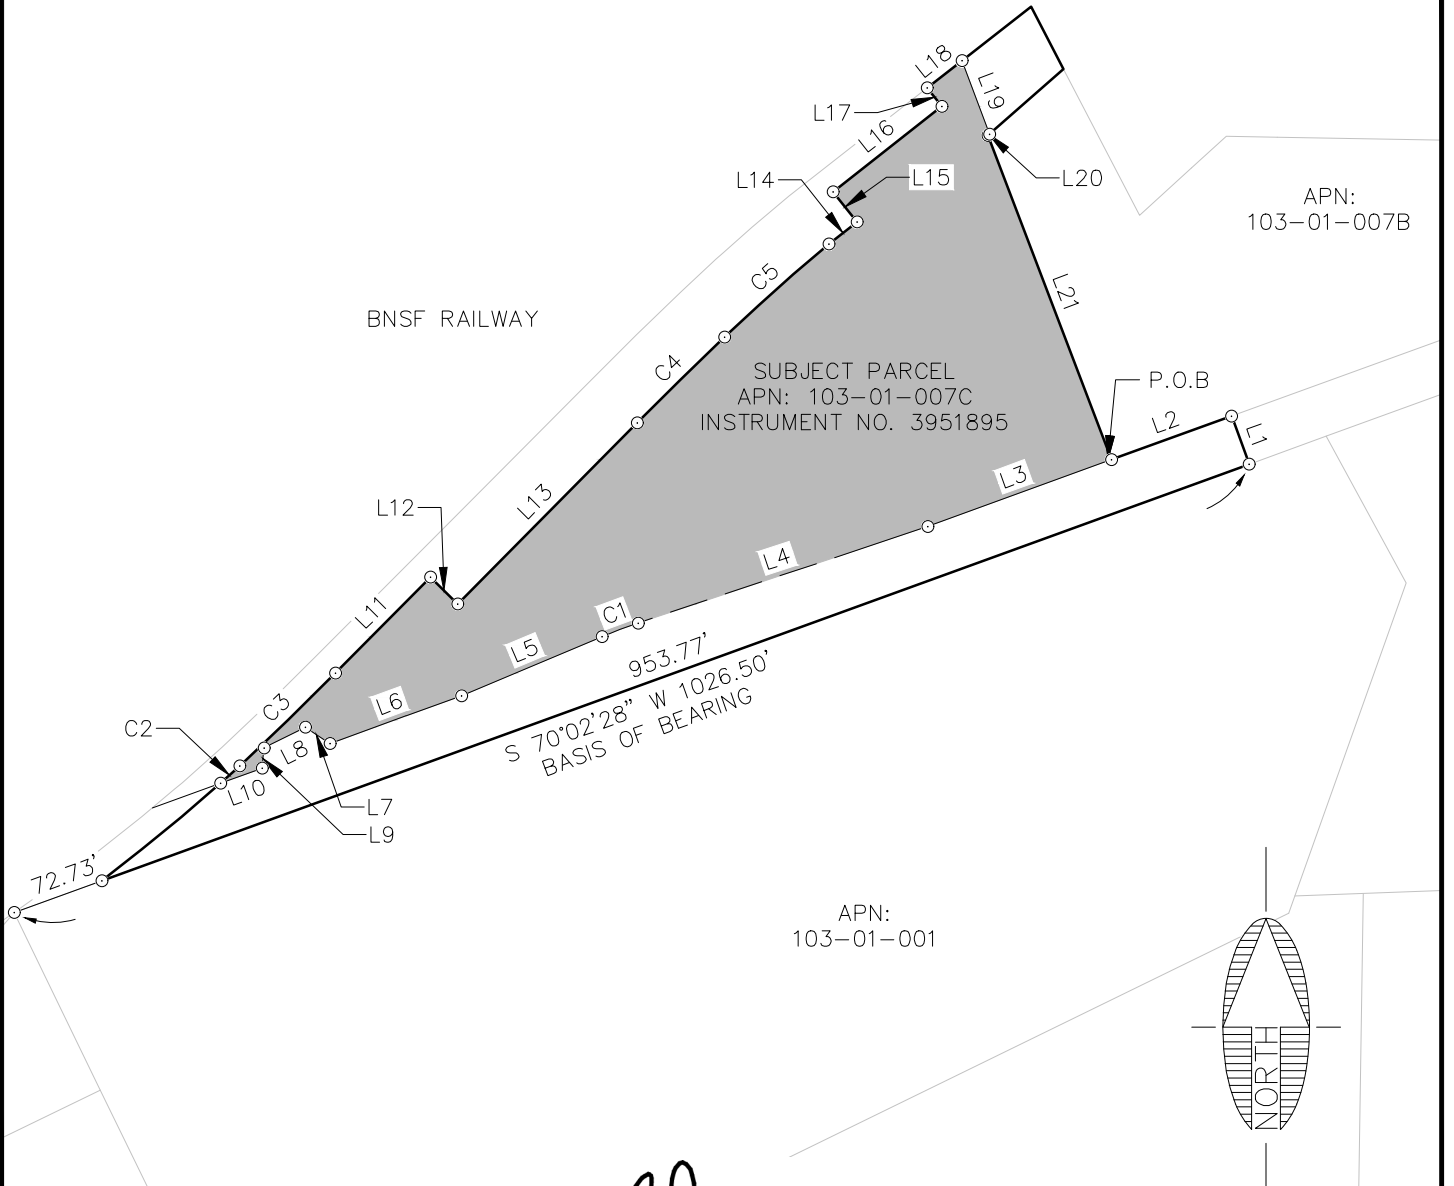 L18
L19
L17
L16
L14
L15
L20
APN:
103-01-007B
C5
L21
BNSF RAILWAY
C4
SUBJECT PARCEL
APN: 103-01-007C
INSTRUMENT NO. 3951895
P.O.B
L2
L1
L3
L12
L13
L4
L11
C1
L5
953.77'
S 70°02'28" W 1026.50'
BASIS OF BEARING
L6
C3
C2
L8
L10
L7
L9
72.73'
APN:
103-01-001
NORTH